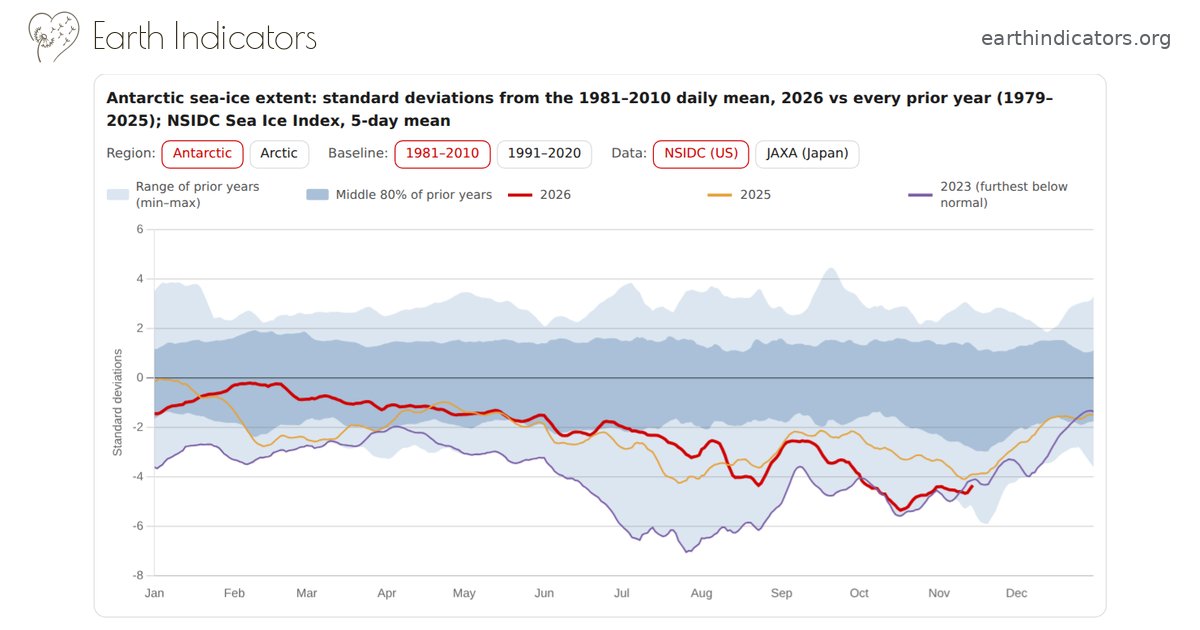 Earth Indicators
earthindicators.org
Antarctic sea-ice extent: standard deviations from the 1981–2010 daily mean, 2026 vs every prior year (1979–
2025); NSIDC Sea Ice Index, 5-day mean
Region: Antarctic Arctic Baseline: 1981–2010 1991–2020 Data: NSIDC (US) JAXA (Japan)
Range of prior years
(min–max)
Middle 80% of prior years
2026
2025
2023 (furthest below
normal)
Standard deviations
6
4
2
0
-2
-4
-6
-8
Jan Feb Mar Apr May Jun Jul Aug Sep Oct Nov Dec